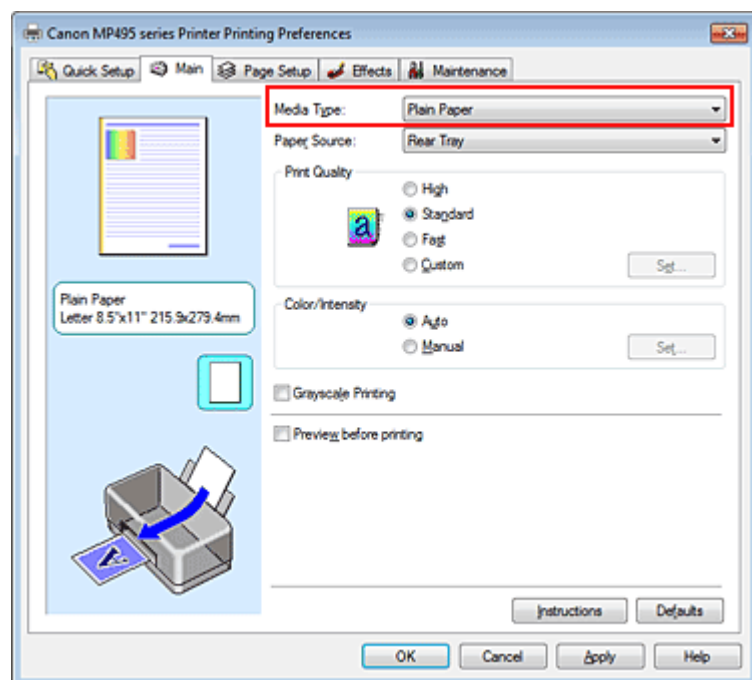 Canon MP495 series Printer Printing Preferences
Quick Setup Main Page Setup Effects Maintenance
Media Type: Plain Paper
Paper Source: Rear Tray
Print Quality
High
a Standard
Fast
Custom Set...
Plain Paper
Letter 8.5"x11" 215.9x279.4mm
Color/Intensity
Auto
Manual Set...
Grayscale Printing
Preview before printing
A
Instructions Defaults
OK Cancel Apply Help